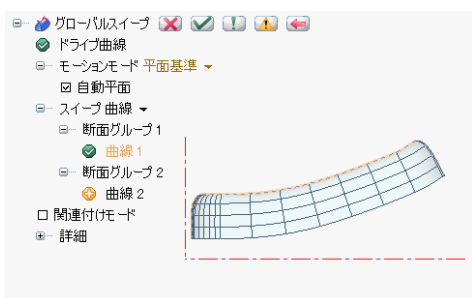 グローバルスイープ
ドライブ曲線
モーションモード 平面基準
自動平面
スイープ 曲線
断面グループ 1
曲線 1
断面グループ 2
曲線 2
関連付けモード
詳細